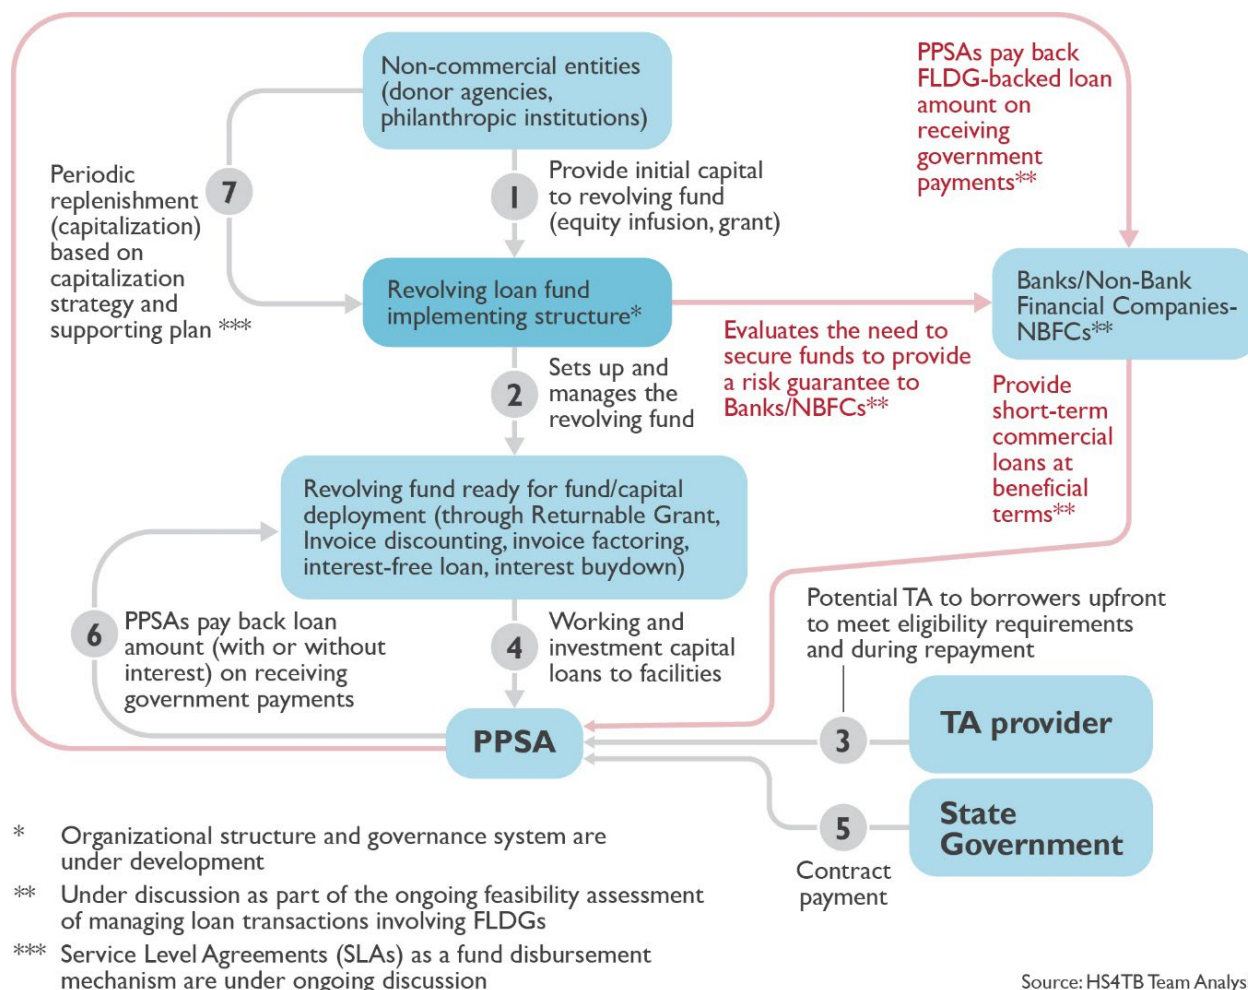 Non-commercial entities
(donor agencies,
philanthropic institutions)
PPSAs pay back
FLDG-backed loan
amount on
receiving
government
payments**
Periodic
replenishment
(capitalization)
based on
capitalization
strategy and
supporting plan ***
7
1
Provide initial capital
to revolving fund
(equity infusion, grant)
Revolving loan fund
implementing structure*
Banks/Non-Bank
Financial Companies-
NBFCs**
Evaluates the need to
secure funds to provide
a risk guarantee to
Banks/NBFCs**
2
Sets up and
manages the
revolving fund
Provide
short-term
commercial
loans at
beneficial
terms**
Revolving fund ready for fund/capital
deployment (through Returnable Grant,
Invoice discounting, invoice factoring,
interest-free loan, interest buydown)
6
PPSAs pay back loan
amount (with or without
interest) on receiving
government payments
4
Working and
investment capital
loans to facilities
Potential TA to borrowers upfront
to meet eligibility requirements
and during repayment
PPSA
3
TA provider
5
State
Government
Contract
payment
* Organizational structure and governance system are
under development
** Under discussion as part of the ongoing feasibility assessment
of managing loan transactions involving FLDGs
*** Service Level Agreements (SLAs) as a fund disbursement
mechanism are under ongoing discussion
Source: HS4TB Team Analys